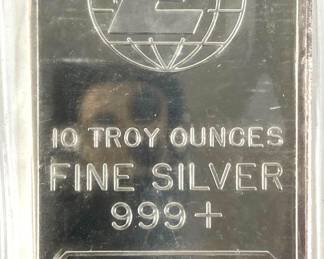 E
10 TROY OUNCES
FINE SILVER
999+